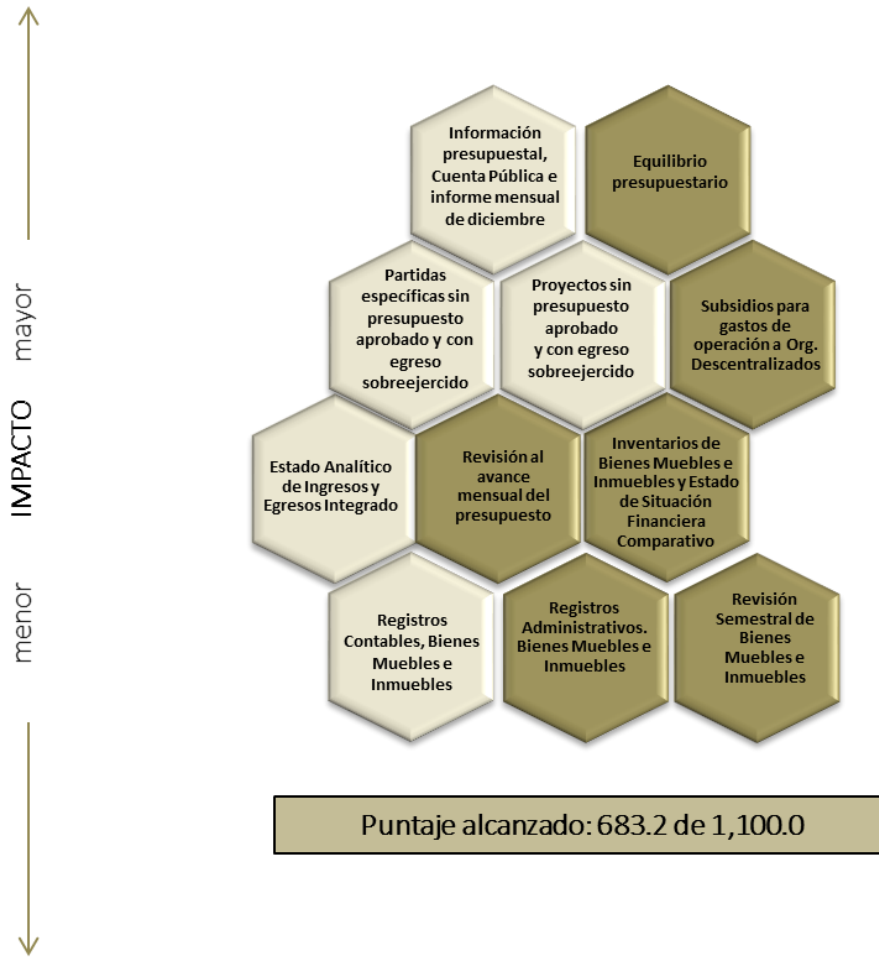 IMPACTO
mayor
menor
Información
presupuestal,
Cuenta Pública e
informe mensual
de diciembre
Equilibrio
presupuestario
Partidas
específicas sin
presupuesto
aprobado y con
egreso
sobreejercido
Proyectos sin
presupuesto
aprobado
y con egreso
sobreejercido
Subsidios para
gastos de
operación a Org.
Descentralizados
Estado Analítico
de Ingresos y
Egresos Integrado
Revisión al
avance
mensual del
presupuesto
Inventarios de
Bienes Muebles e
Inmuebles y Estado
de Situación
Financiera
Comparativo
Registros
Contables, Bienes
Muebles e
Inmuebles
Registros
Administrativos.
Bienes Muebles e
Inmuebles
Revisión
Semestral de
Bienes
Muebles e
Inmuebles
Puntaje alcanzado: 683.2 de 1,100.0